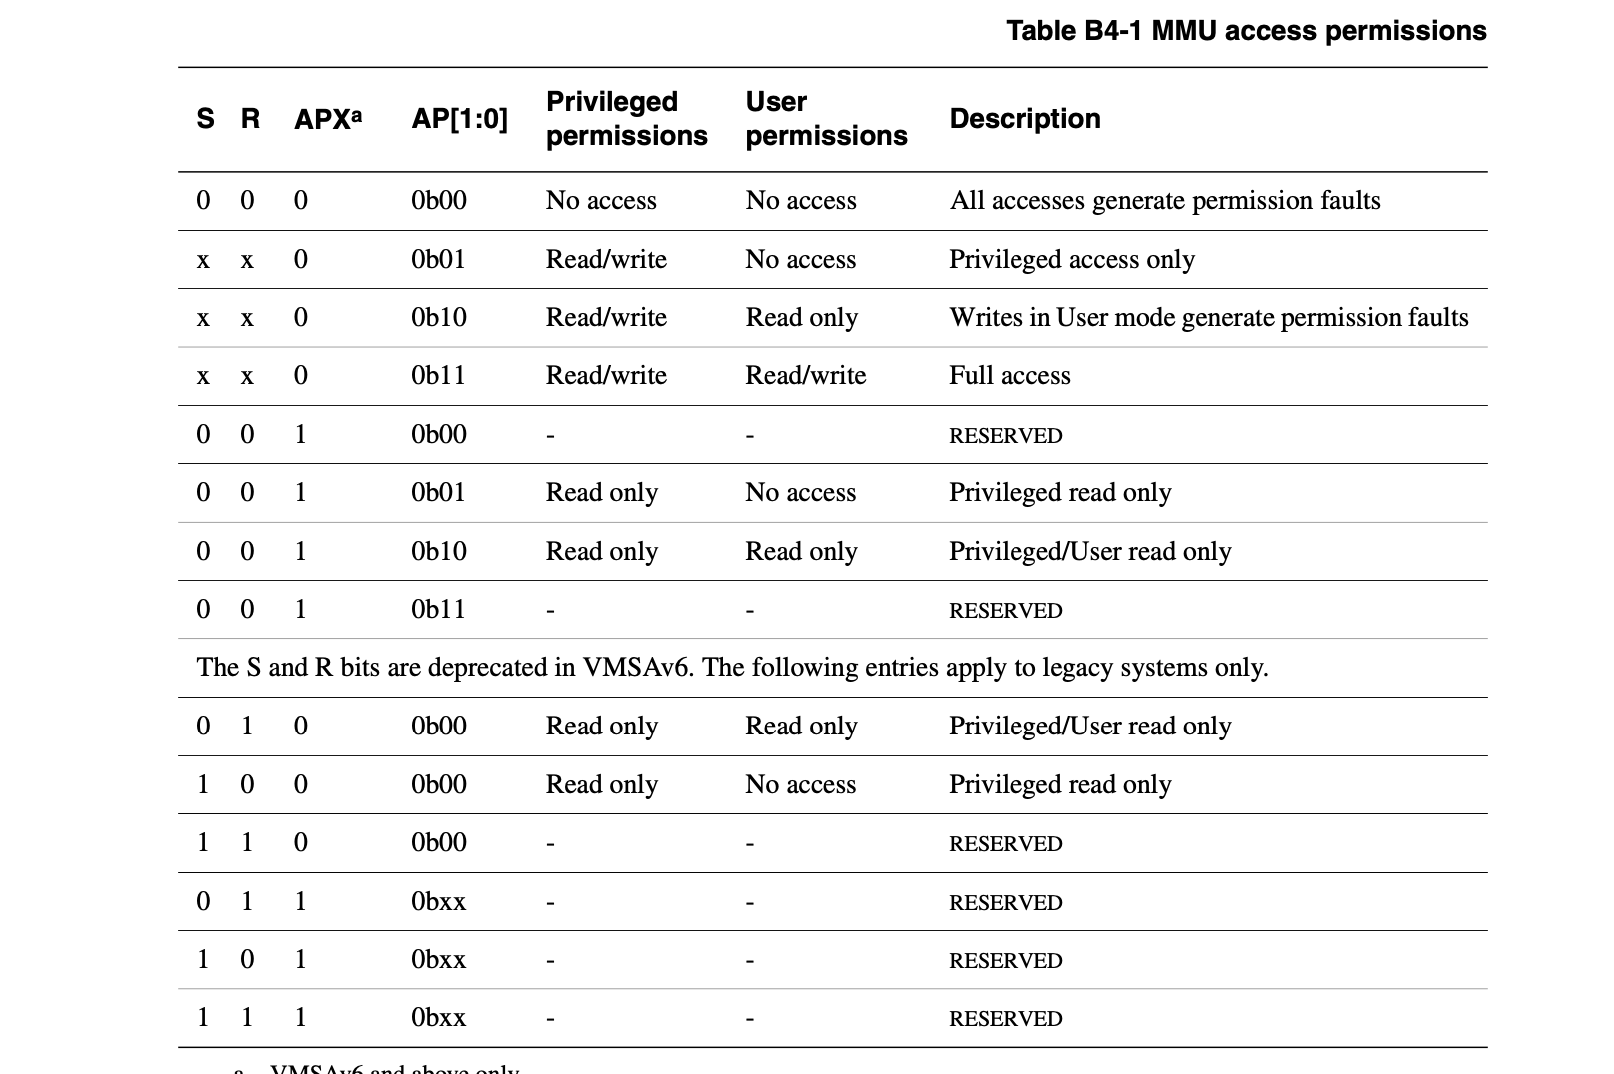 Table B4-1 MMU access permissions
S R APXa AP[1:0] Privileged permissions User permissions Description
0 0 0 0b00 No access No access All accesses generate permission faults
x x 0 0b01 Read/write No access Privileged access only
x x 0 0b10 Read/write Read only Writes in User mode generate permission faults
x x 0 0b11 Read/write Read/write Full access
0 0 1 0b00 - - RESERVED
0 0 1 0b01 Read only No access Privileged read only
0 0 1 0b10 Read only Read only Privileged/User read only
0 0 1 0b11 - - RESERVED
The S and R bits are deprecated in VMSAv6. The following entries apply to legacy systems only.
0 1 0 0b00 Read only Read only Privileged/User read only
1 0 0 0b00 Read only No access Privileged read only
1 1 0 0b00 - - RESERVED
0 1 1 0bxx - - RESERVED
1 0 1 0bxx - - RESERVED
1 1 1 0bxx - - RESERVED
a. VMSAv6 and above only